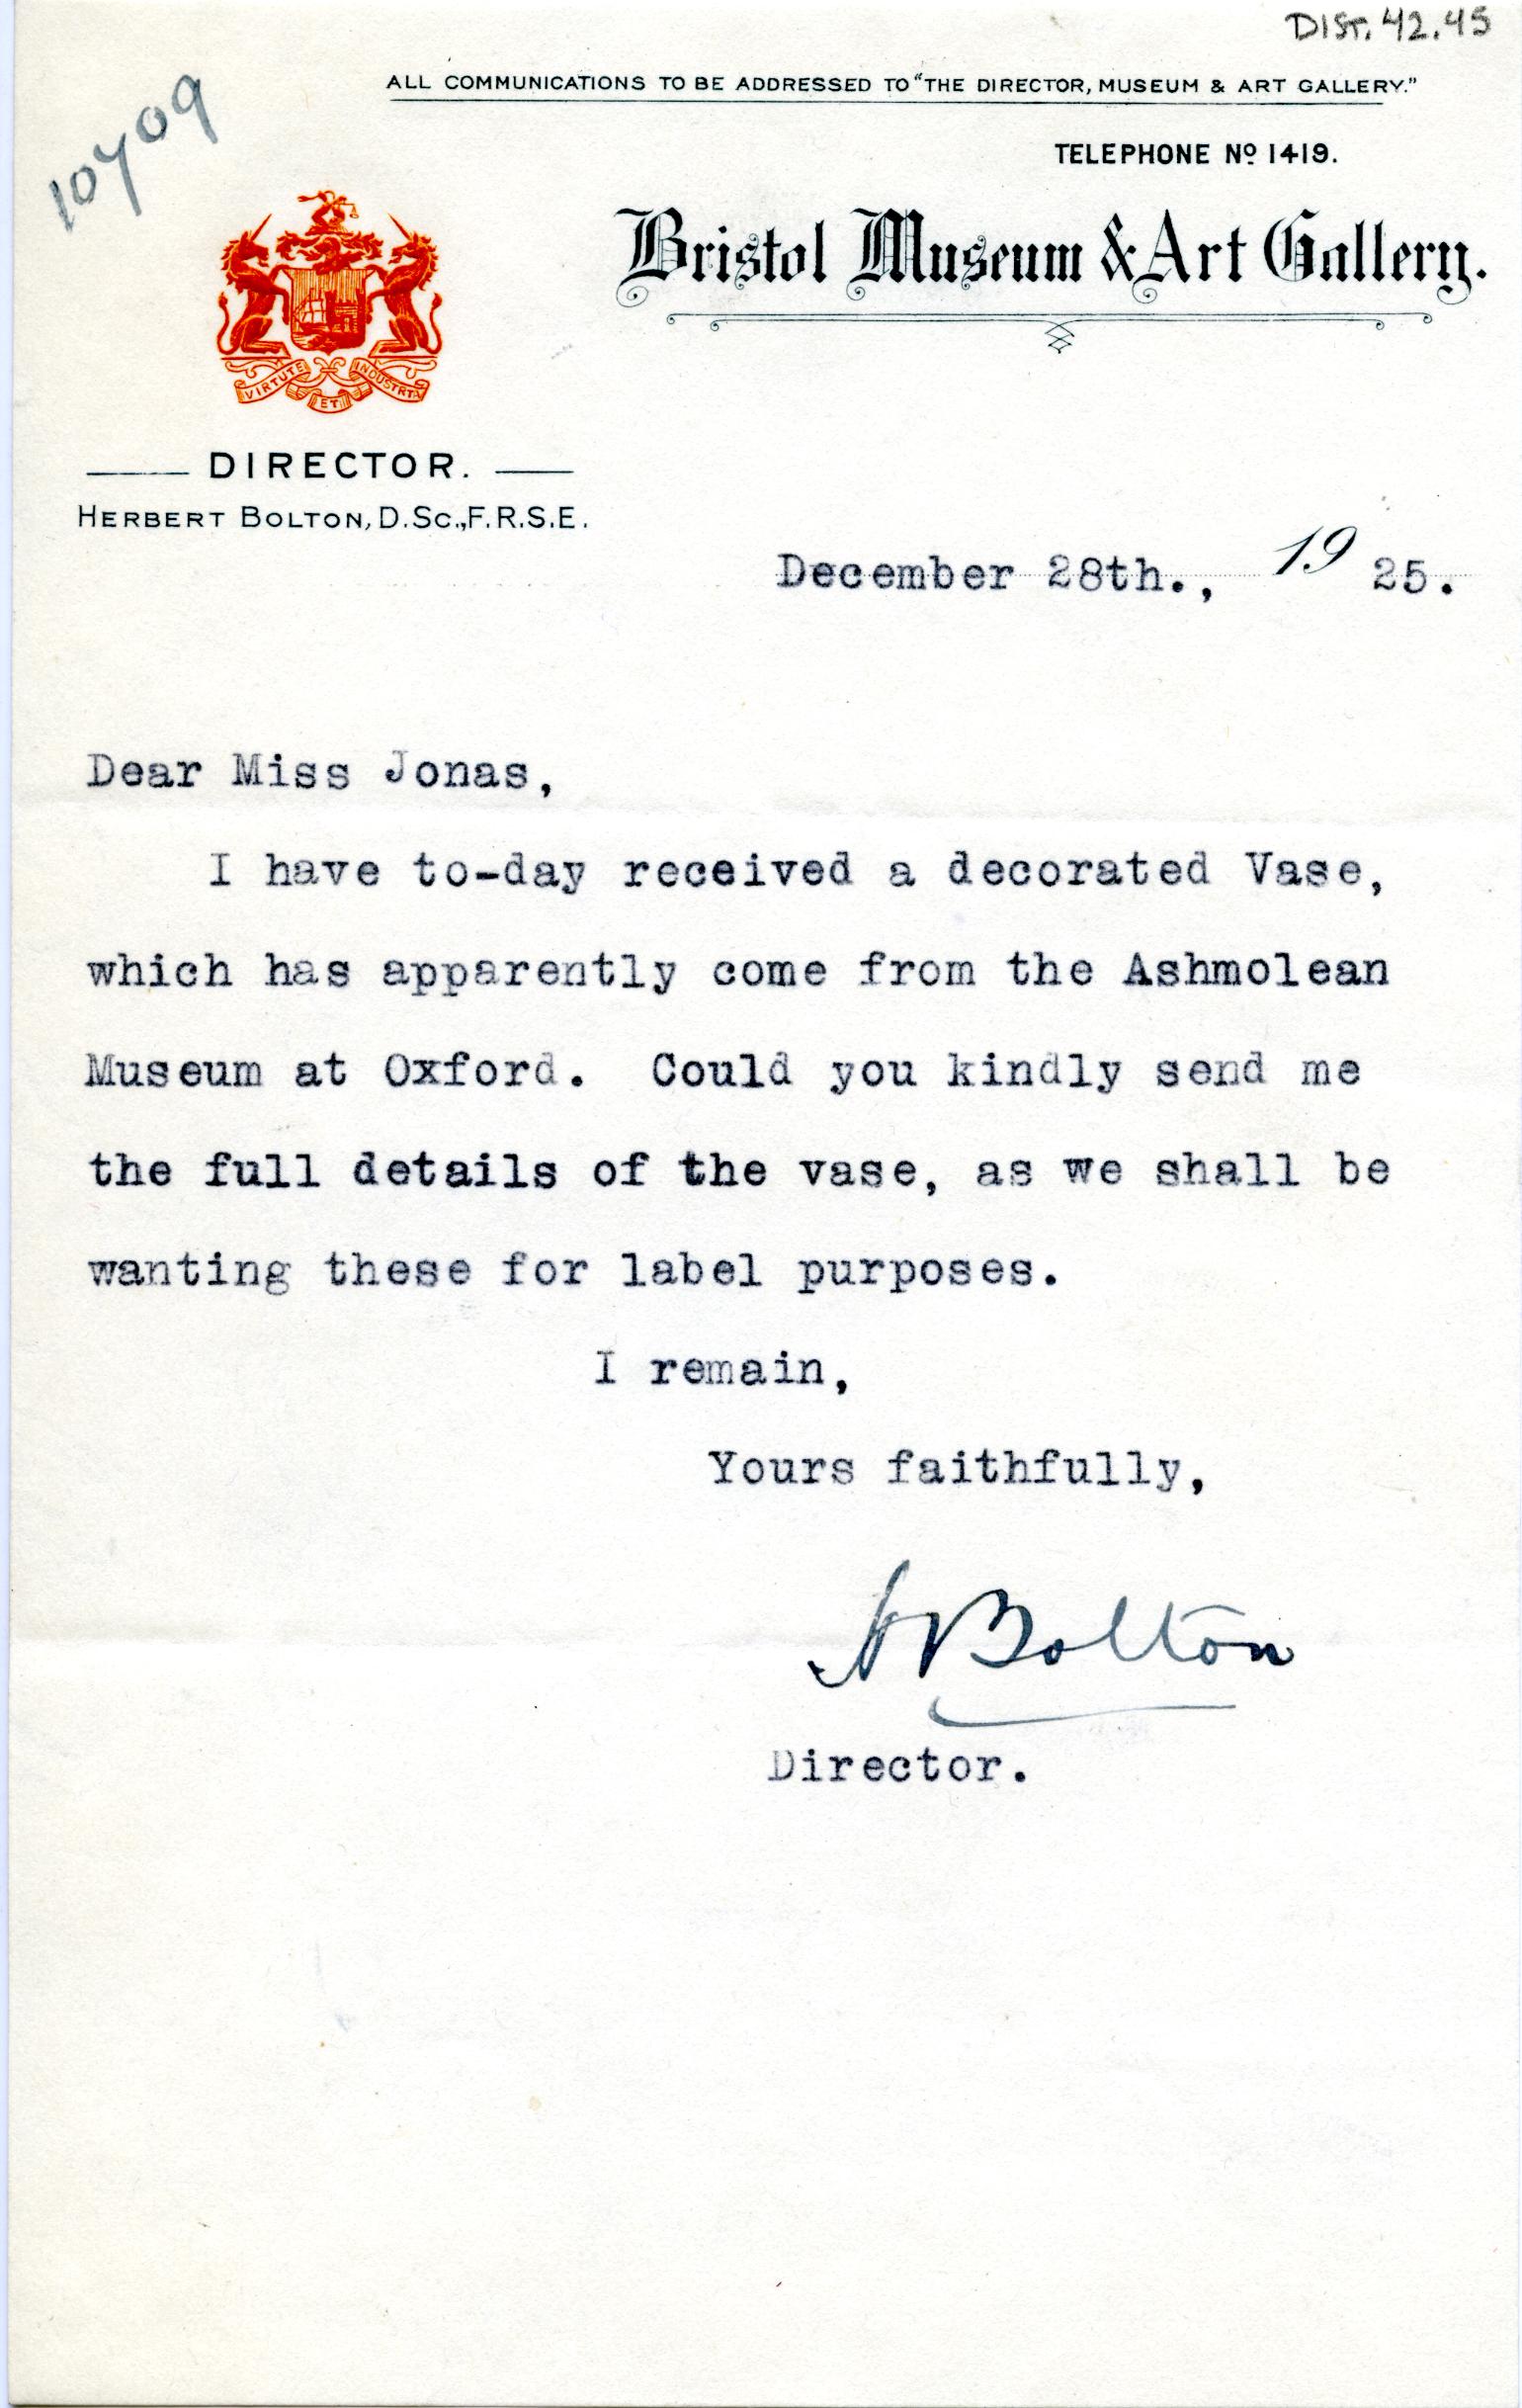 DIST. 42.45
ALL COMMUNICATIONS TO BE ADDRESSED TO "THE DIRECTOR, MUSEUM & ART GALLERY."
10709
TELEPHONE Nº 1419.
Bristol Museum & Art Gallery.
VIRTUTE ET INDUSTRIA
DIRECTOR.
HERBERT BOLTON, D.Sc., F.R.S.E.
December 28th., 19 25.
Dear Miss Jonas,
I have to-day received a decorated Vase,
which has apparently come from the Ashmolean
Museum at Oxford. Could you kindly send me
the full details of the vase, as we shall be
wanting these for label purposes.
I remain,
Yours faithfully,
H Bolton
Director.